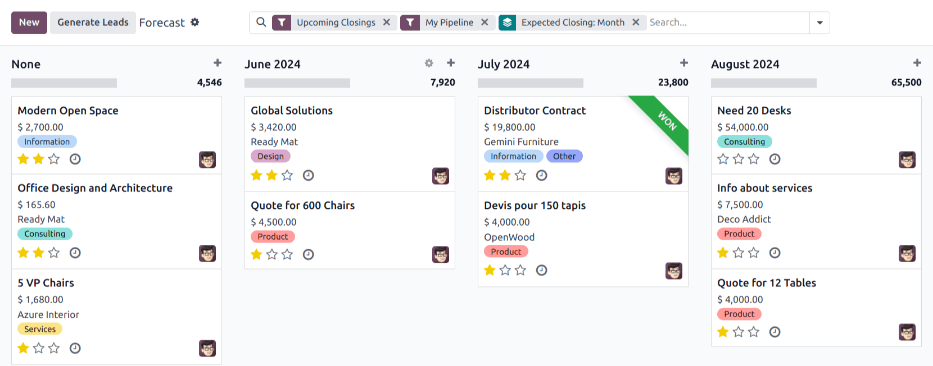 New
Generate Leads
Forecast
Upcoming Closings
My Pipeline
Expected Closing: Month
Search...
None
4,546
Modern Open Space
$ 2,700.00
Information
Office Design and Architecture
$ 165.60
Ready Mat
Consulting
5 VP Chairs
$ 1,680.00
Azure Interior
Services
June 2024
7,920
Global Solutions
$ 3,420.00
Ready Mat
Design
Quote for 600 Chairs
$ 4,500.00
Product
July 2024
23,800
Distributor Contract
WON
$ 19,800.00
Gemini Furniture
Information Other
Devis pour 150 tapis
$ 4,000.00
OpenWood
Product
August 2024
65,500
Need 20 Desks
$ 54,000.00
Consulting
Info about services
$ 7,500.00
Deco Addict
Product
Quote for 12 Tables
$ 4,000.00
Product